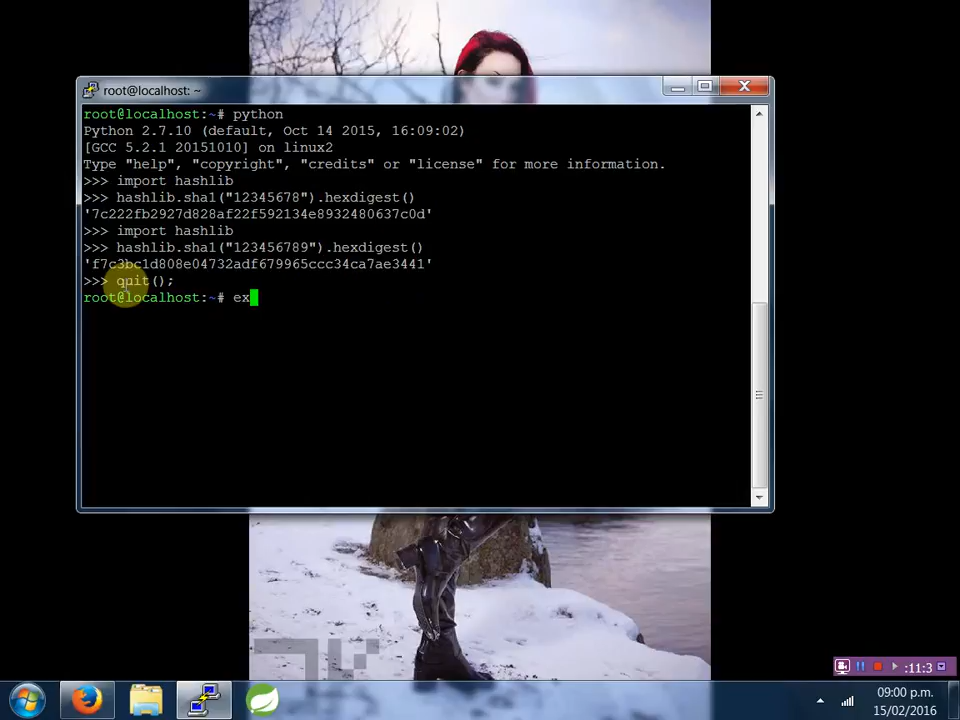 root@localhost: ~
root@localhost:~# python
Python 2.7.10 (default, Oct 14 2015, 16:09:02)
[GCC 5.2.1 20151010] on linux2
Type "help", "copyright", "credits" or "license" for more information.
>>> import hashlib
>>> hashlib.sha1("12345678").hexdigest()
'7c222fb2927d828af22f592134e8932480637c0d'
>>> import hashlib
>>> hashlib.sha1("123456789").hexdigest()
'f7c3bc1d808e04732adf679965ccc34ca7ae3441'
>>> quit();
root@localhost:~# ex
:11:3
09:00 p.m.
15/02/2016